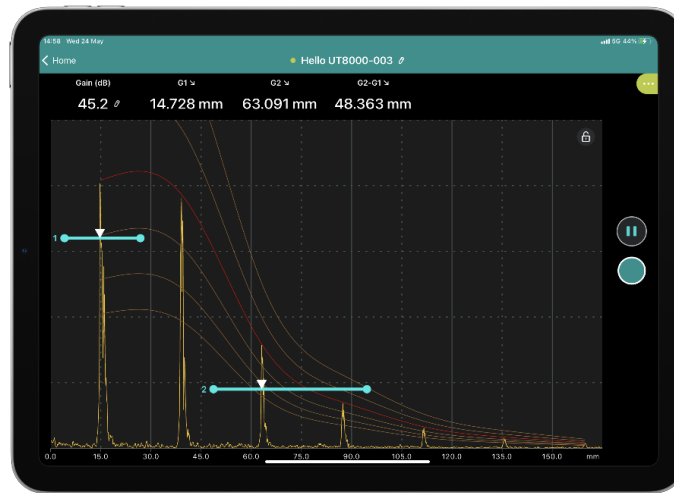 14:58 Wed 24 May
5G 44%
Home
Hello UT8000-003
Gain (dB) G1 G2 G2-G1
45.2 14.728 mm 63.091 mm 48.363 mm
1
2
0.0 15.0 30.0 45.0 60.0 75.0 90.0 105.0 120.0 135.0 150.0 mm